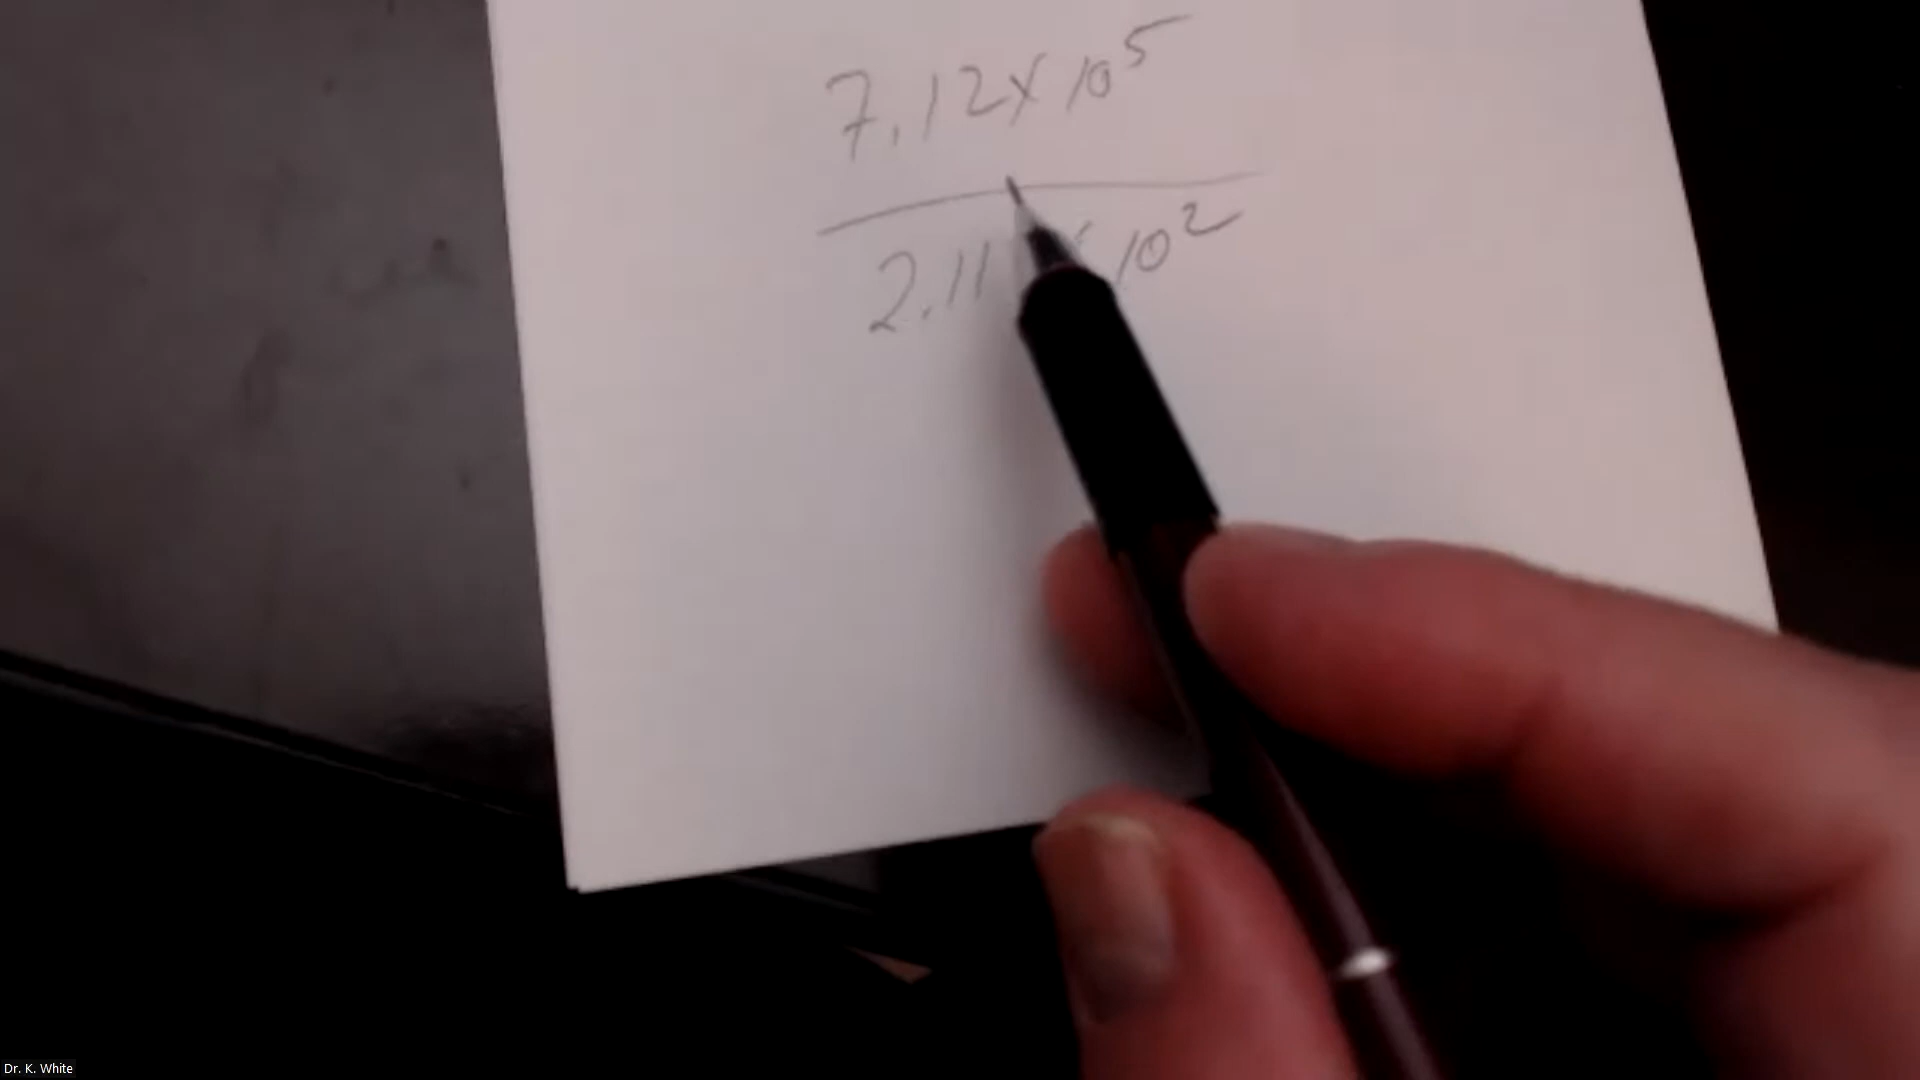 7.12x10⁵
2.11 x 10²
Dr. K. White